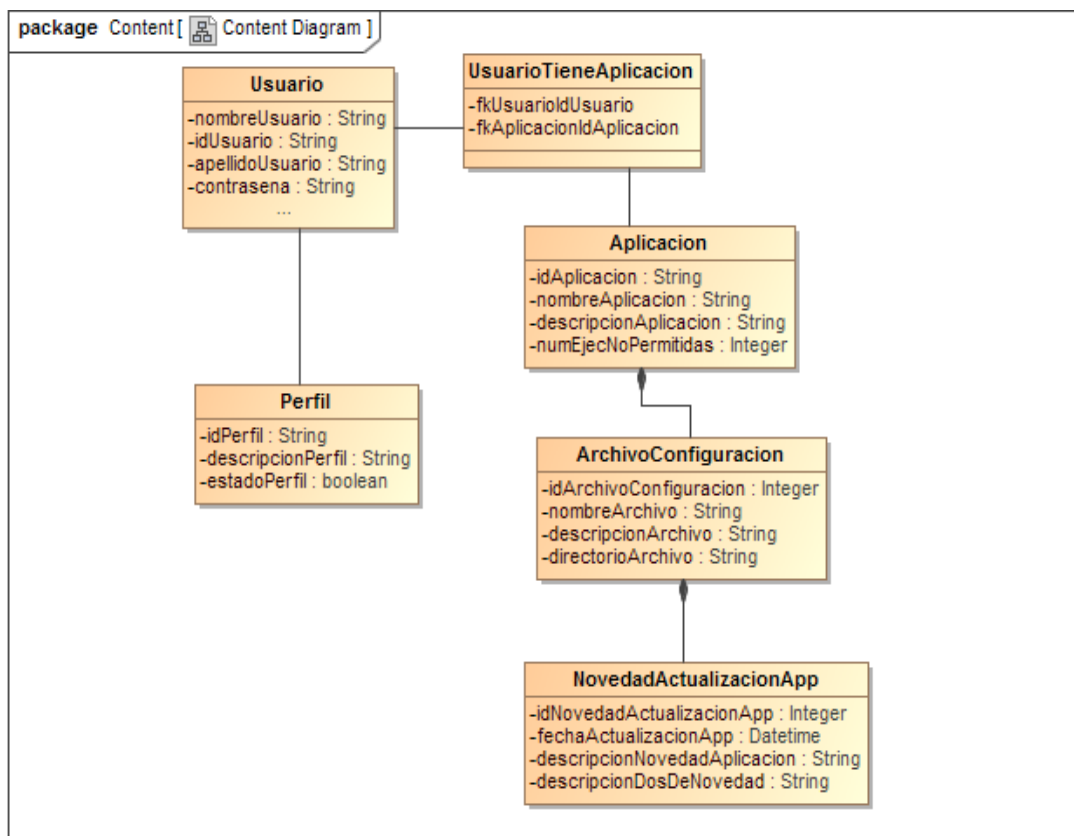 package Content [ Content Diagram ]
Usuario
-nombreUsuario : String
-idUsuario : String
-apellidoUsuario : String
-contrasena : String
...
UsuarioTieneAplicacion
-fkUsuarioIdUsuario
-fkAplicacionIdAplicacion
Aplicacion
-idAplicacion : String
-nombreAplicacion : String
-descripcionAplicacion : String
-numEjecNoPermitidas : Integer
Perfil
-idPerfil : String
-descripcionPerfil : String
-estadoPerfil : boolean
ArchivoConfiguracion
-idArchivoConfiguracion : Integer
-nombreArchivo : String
-descripcionArchivo : String
-directorioArchivo : String
NovedadActualizacionApp
-idNovedadActualizacionApp : Integer
-fechaActualizacionApp : Datetime
-descripcionNovedadAplicacion : String
-descripcionDosDeNovedad : String